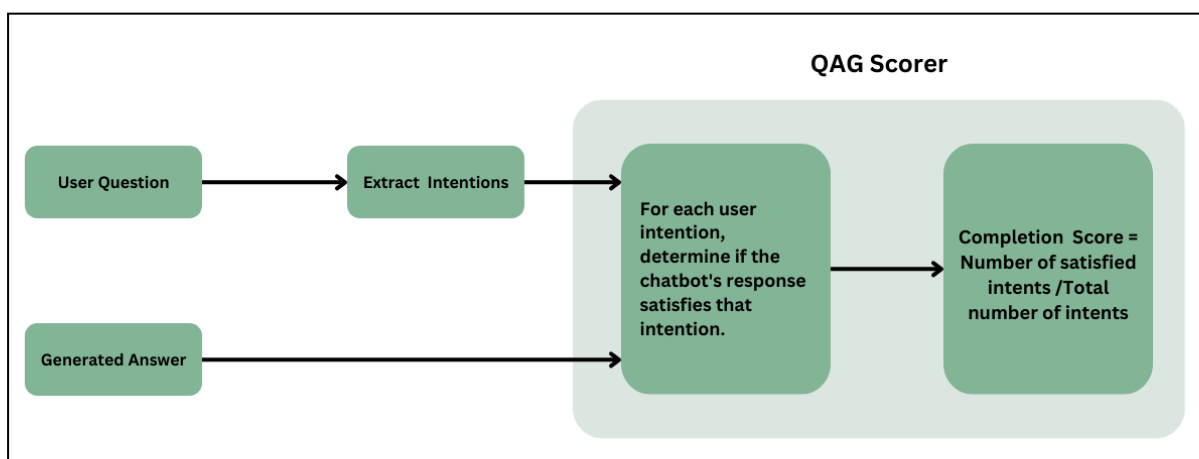 QAG Scorer
User Question
Extract Intentions
For each user
intention,
determine if the
chatbot's response
satisfies that
intention.
Completion Score =
Number of satisfied
intents /Total
number of intents
Generated Answer